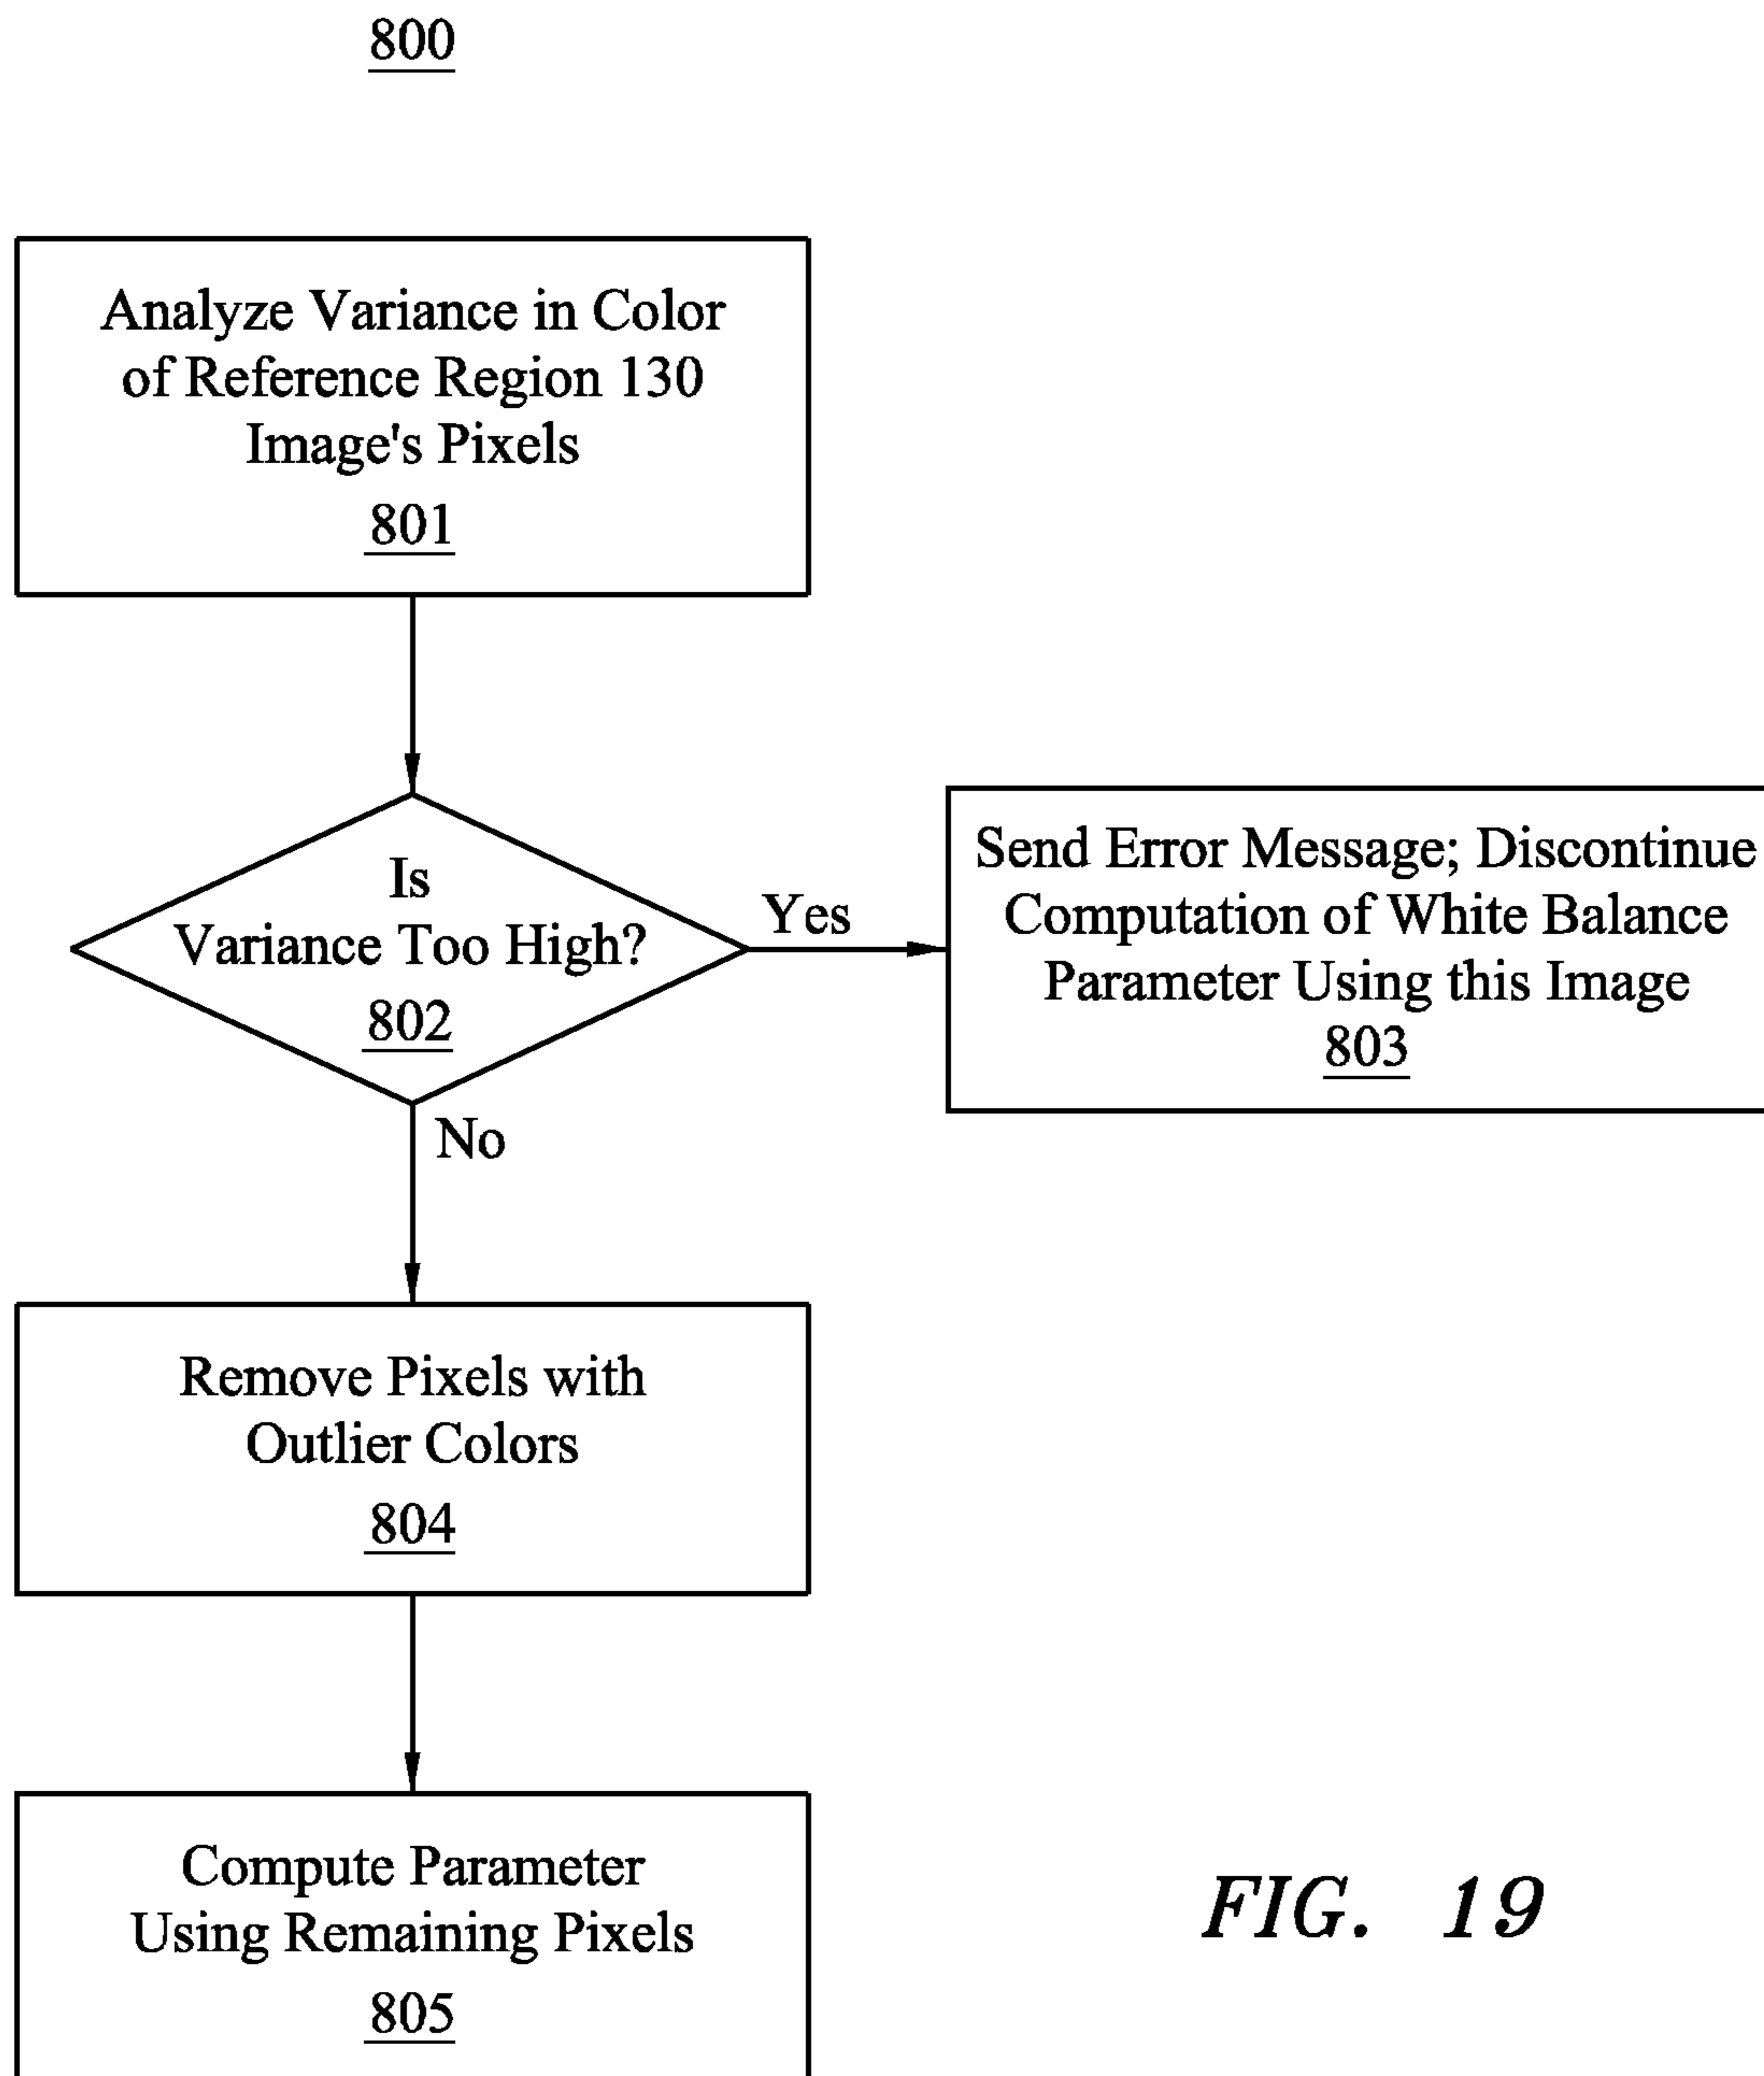 800
Analyze Variance in Color
of Reference Region 130
Image's Pixels
801
Is
Variance Too High?
802
Yes
Send Error Message; Discontinue
Computation of White Balance
Parameter Using this Image
803
No
Remove Pixels with
Outlier Colors
804
Compute Parameter
Using Remaining Pixels
805
FIG. 19